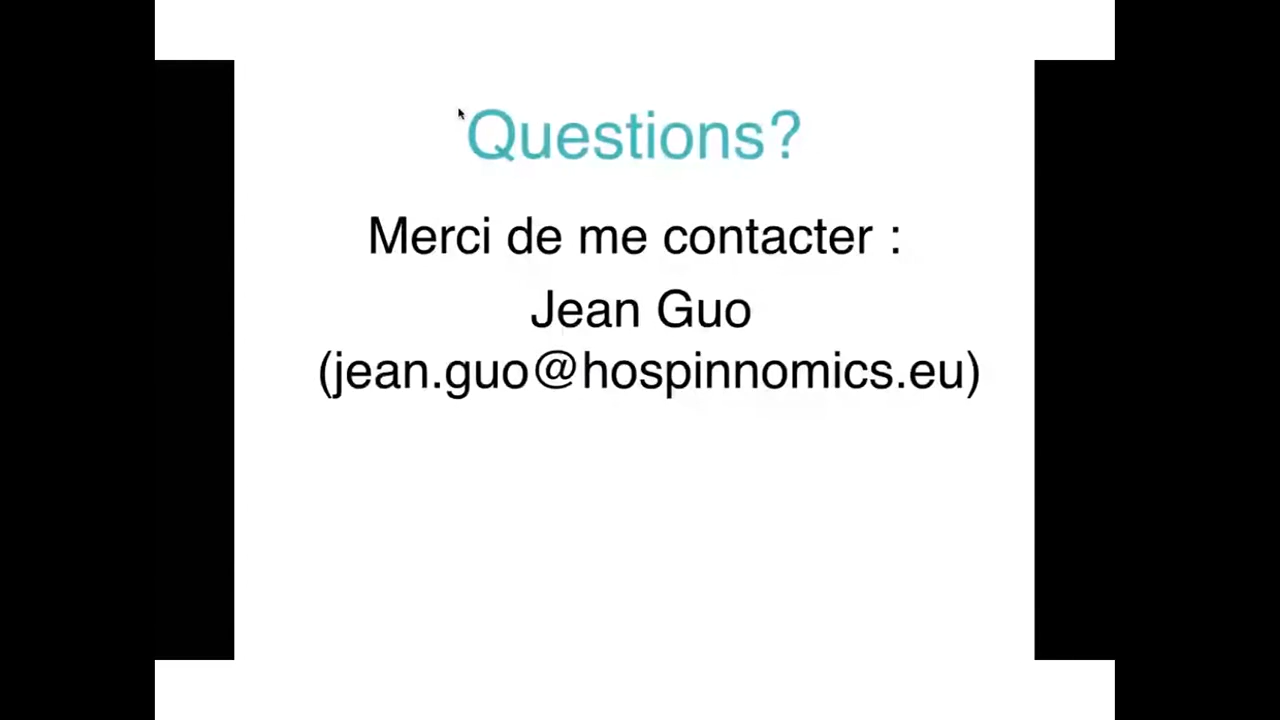 Questions?
Merci de me contacter :
Jean Guo
(jean.guo@hospinnomics.eu)